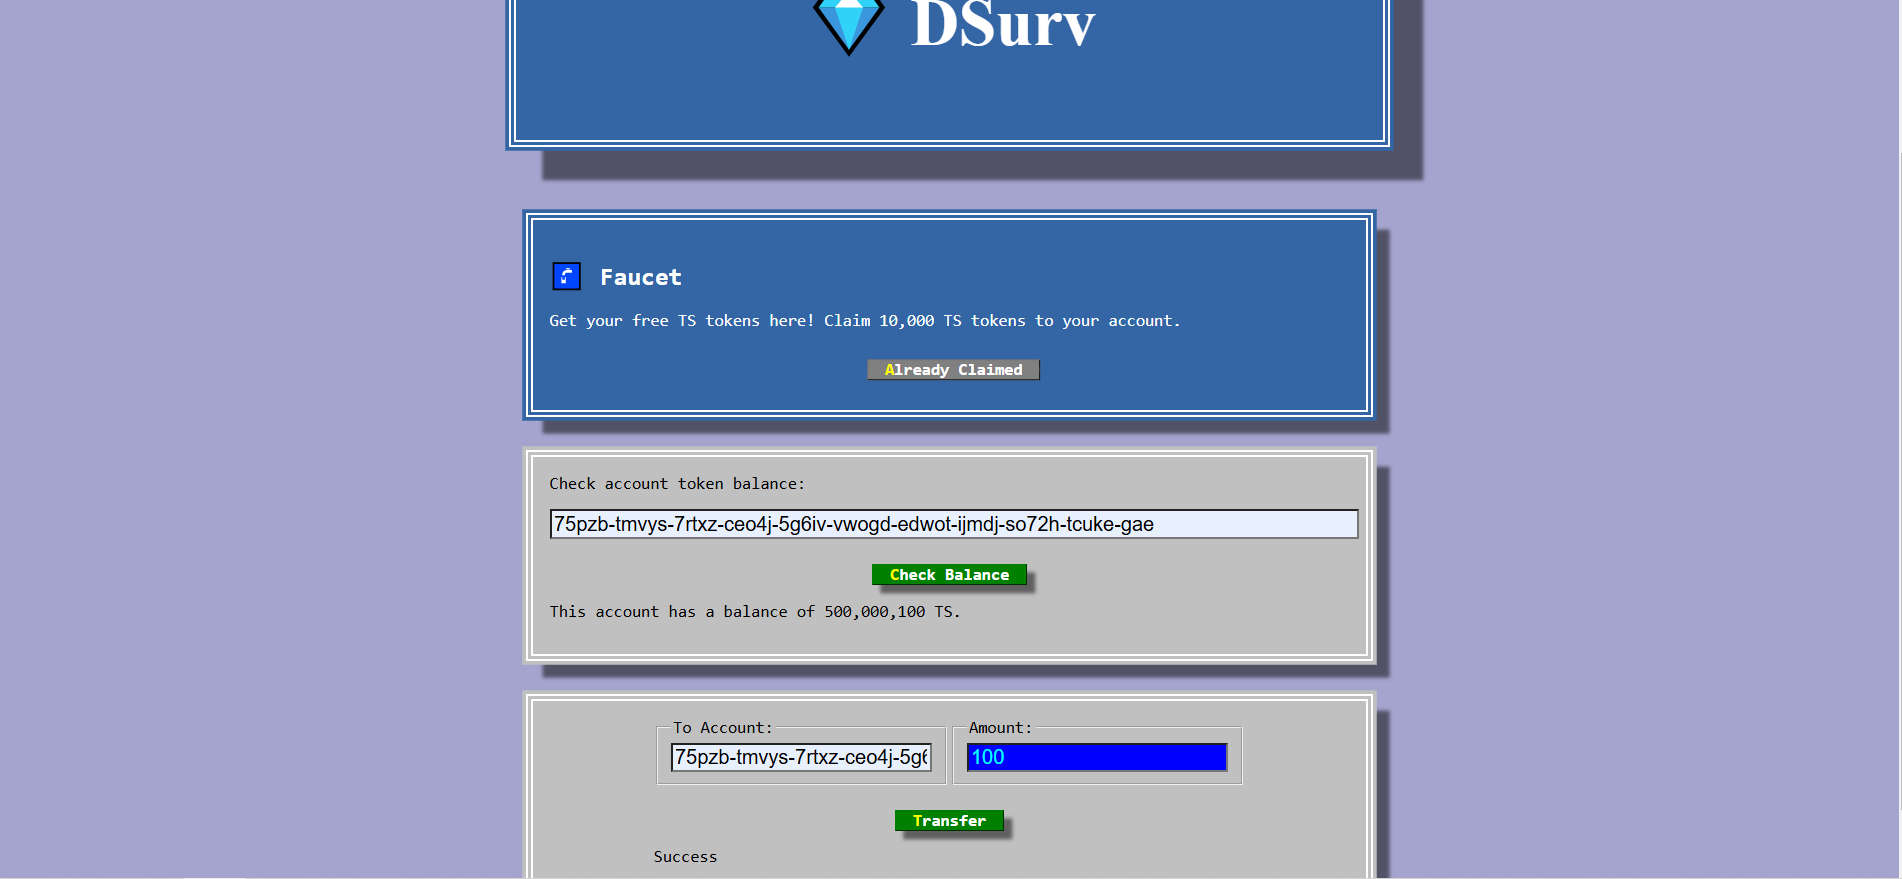 DSurv
Faucet
Get your free TS tokens here! Claim 10,000 TS tokens to your account.
Already Claimed
Check account token balance:
75pzb-tmvys-7rtxz-ceo4j-5g6iv-vwogd-edwot-ijmdj-so72h-tcuke-gae
Check Balance
This account has a balance of 500,000,100 TS.
To Account: Amount:
75pzb-tmvys-7rtxz-ceo4j-5g6 100
Transfer
Success